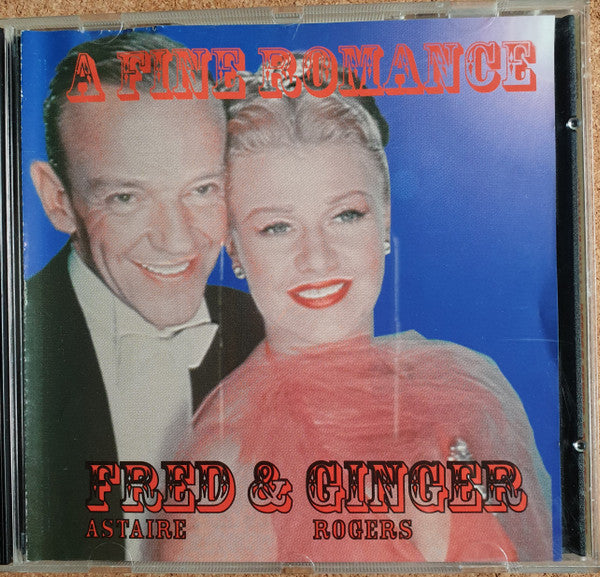 A FINE ROMANCE
FRED & GINGER
ASTAIRE ROGERS